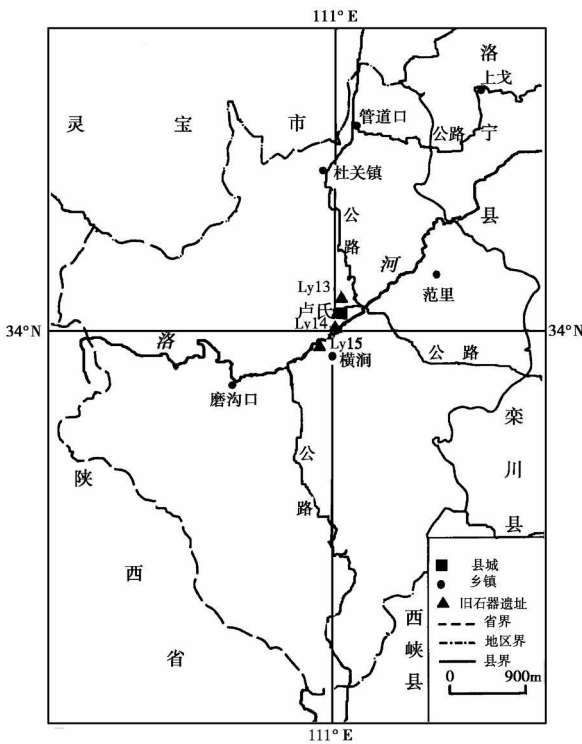 111° E
洛
上戈
灵 宝 市
管道口
公路
宁
杜关镇
县
公
路
河
范里
Ly13
卢氏
Ly14
34° N
34° N
洛
Ly15
横涧
公路
磨沟口
栾
川
县
公
路
陕
西
省
西
峡
县
县城
乡镇
旧石器遗址
省界
地区界
县界
0 900m
111° E